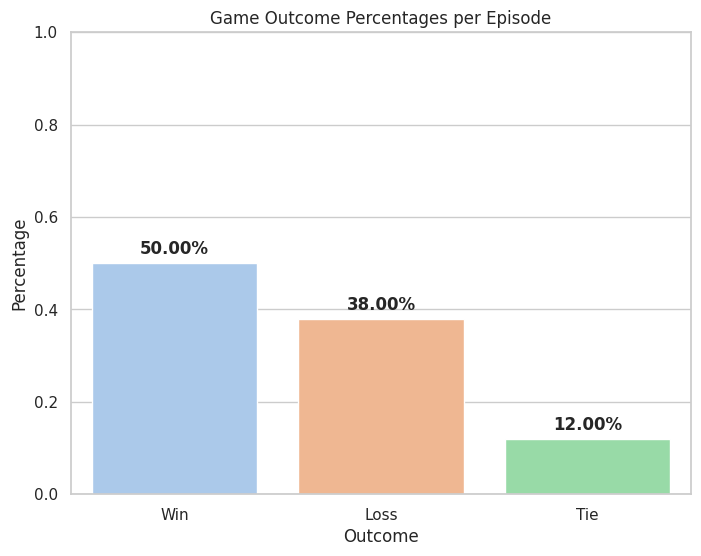 Game Outcome Percentages per Episode
1.0
0.8
0.6
0.4
0.2
0.0
Percentage
50.00%
38.00%
12.00%
Win Loss Tie
Outcome